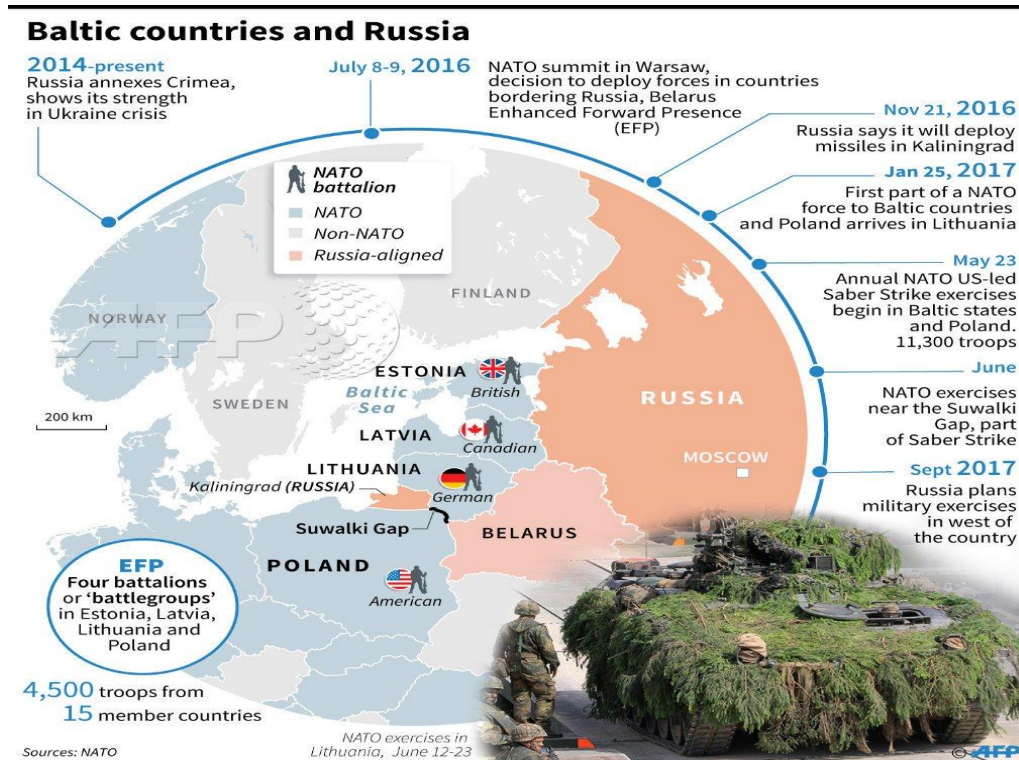 Baltic countries and Russia
2014-present
Russia annexes Crimea,
shows its strength
in Ukraine crisis
July 8-9, 2016
NATO summit in Warsaw,
decision to deploy forces in countries
bordering Russia, Belarus
Enhanced Forward Presence
(EFP)
Nov 21, 2016
Russia says it will deploy
missiles in Kaliningrad
Jan 25, 2017
First part of a NATO
force to Baltic countries
and Poland arrives in Lithuania
May 23
Annual NATO US-led
Saber Strike exercises
begin in Baltic states
and Poland.
11,300 troops
June
NATO exercises
near the Suwalki
Gap, part
of Saber Strike
Sept 2017
Russia plans
military exercises
in west of
the country
NATO
battalion
NATO
Non-NATO
Russia-aligned
FINLAND
NORWAY
AFP
SWEDEN
200 km
Baltic
Sea
ESTONIA
British
LATVIA
Canadian
LITHUANIA
German
Kaliningrad (RUSSIA)
Suwalki Gap
POLAND
American
BELARUS
RUSSIA
MOSCOW
EFP
Four battalions
or ‘battlegroups’
in Estonia, Latvia,
Lithuania and
Poland
4,500 troops from
15 member countries
Sources: NATO
NATO exercises in
Lithuania, June 12-23
© AFP